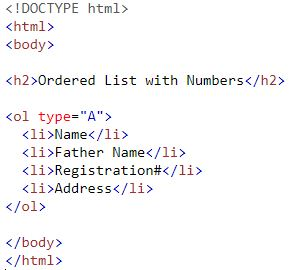 <!DOCTYPE html>
<html>
<body>

<h2>Ordered List with Numbers</h2>

<ol type="A">
  <li>Name</li>
  <li>Father Name</li>
  <li>Registration#</li>
  <li>Address</li>
</ol>

</body>
</html>